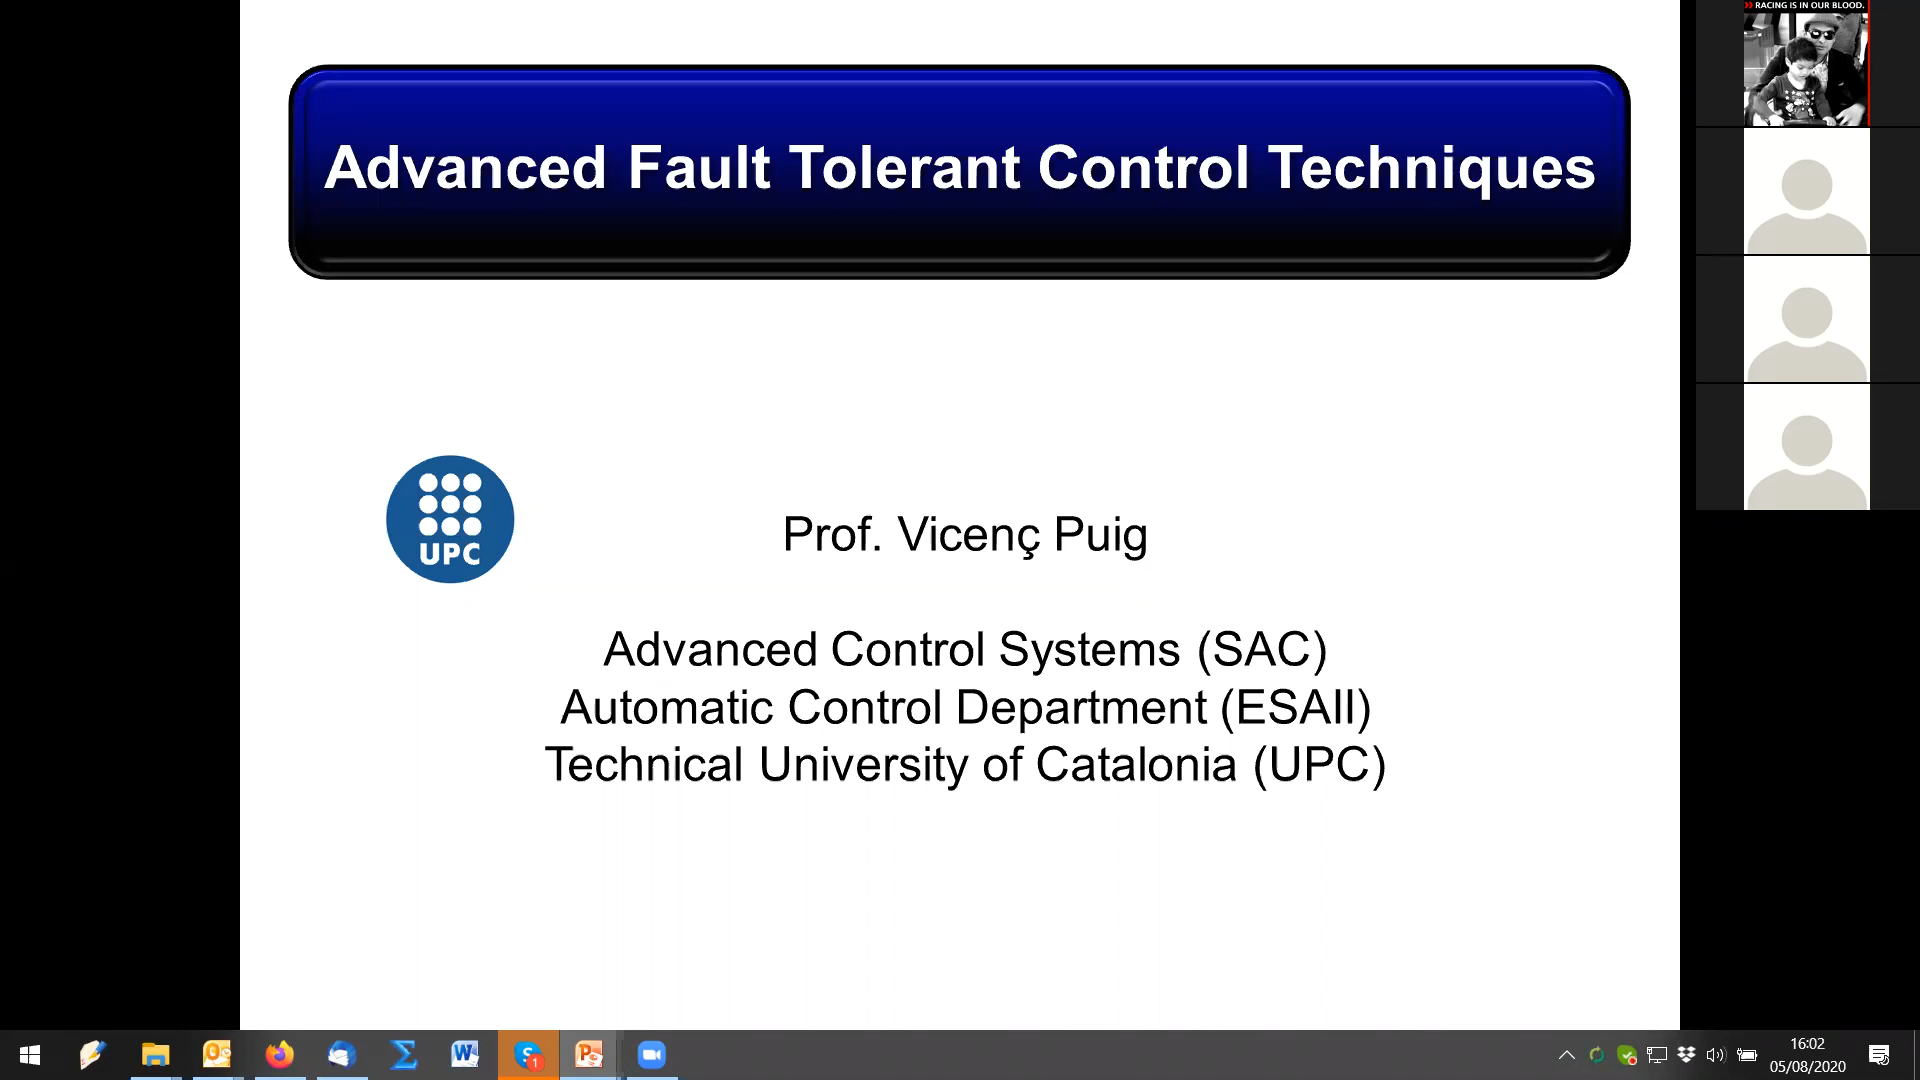 RACING IS IN OUR BLOOD.
Advanced Fault Tolerant Control Techniques
UPC
Prof. Vicenç Puig
Advanced Control Systems (SAC)
Automatic Control Department (ESAII)
Technical University of Catalonia (UPC)
1
16:02
05/08/2020